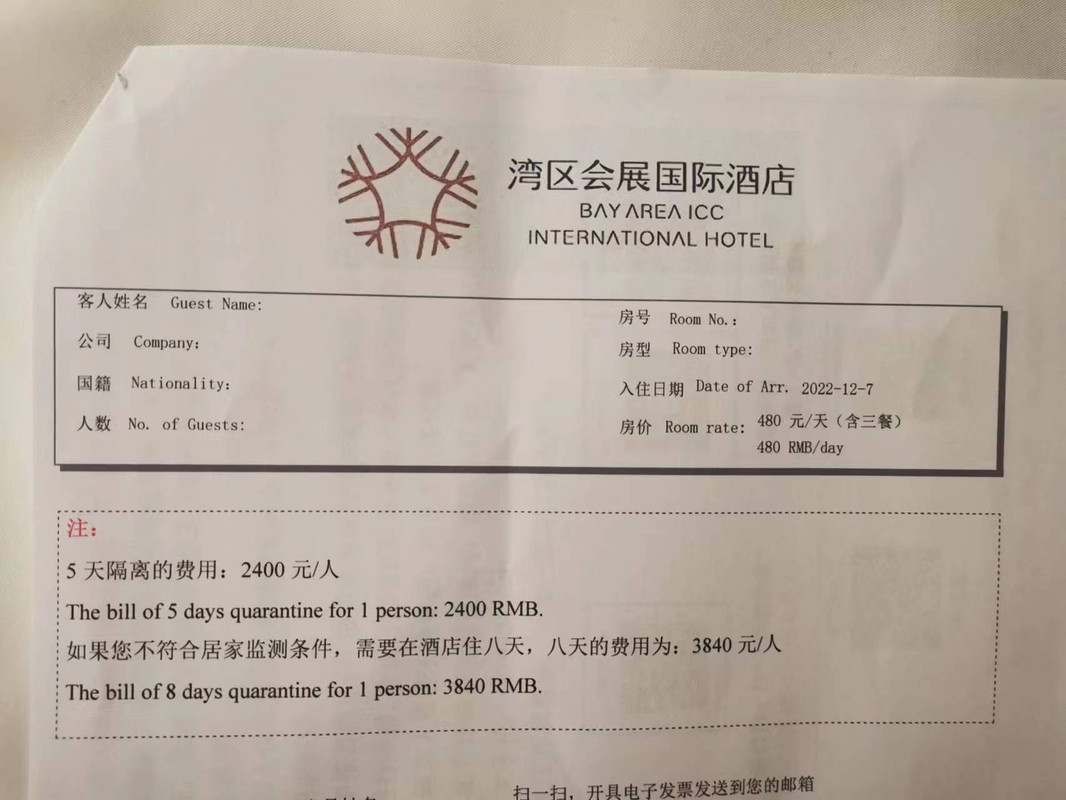 湾区会展国际酒店
BAY AREA ICC
INTERNATIONAL HOTEL
客人姓名 Guest Name:
公司 Company:
国籍 Nationality:
人数 No. of Guests:
房号 Room No.:
房型 Room type:
入住日期 Date of Arr. 2022-12-7
房价 Room rate: 480 元/天（含三餐）
480 RMB/day
注：
5 天隔离的费用：2400 元/人
The bill of 5 days quarantine for 1 person: 2400 RMB.
如果您不符合居家监测条件，需要在酒店住八天，八天的费用为：3840 元/人
The bill of 8 days quarantine for 1 person: 3840 RMB.
扫一扫，开具电子发票发送到您的邮箱